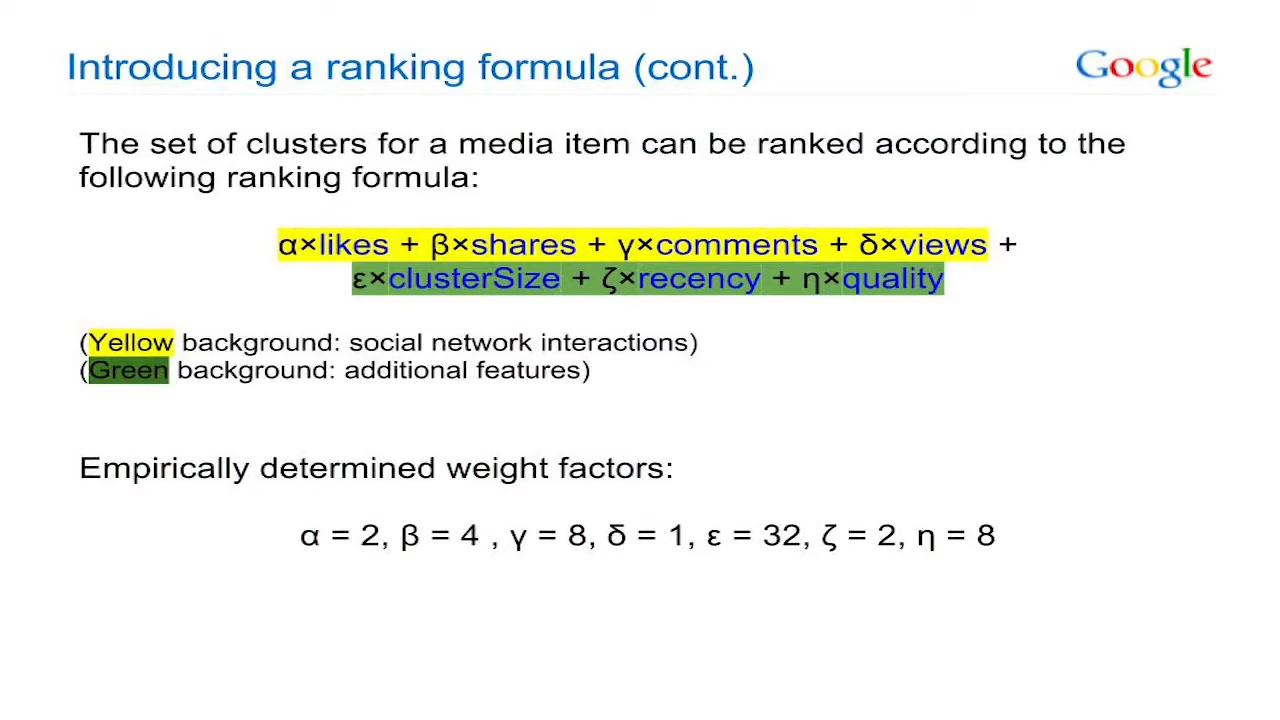 Introducing a ranking formula (cont.)
Google
The set of clusters for a media item can be ranked according to the
following ranking formula:
α×likes + β×shares + γ×comments + δ×views +
ε×clusterSize + ζ×recency + η×quality
(Yellow background: social network interactions)
(Green background: additional features)
Empirically determined weight factors:
α = 2, β = 4 , γ = 8, δ = 1, ε = 32, ζ = 2, η = 8